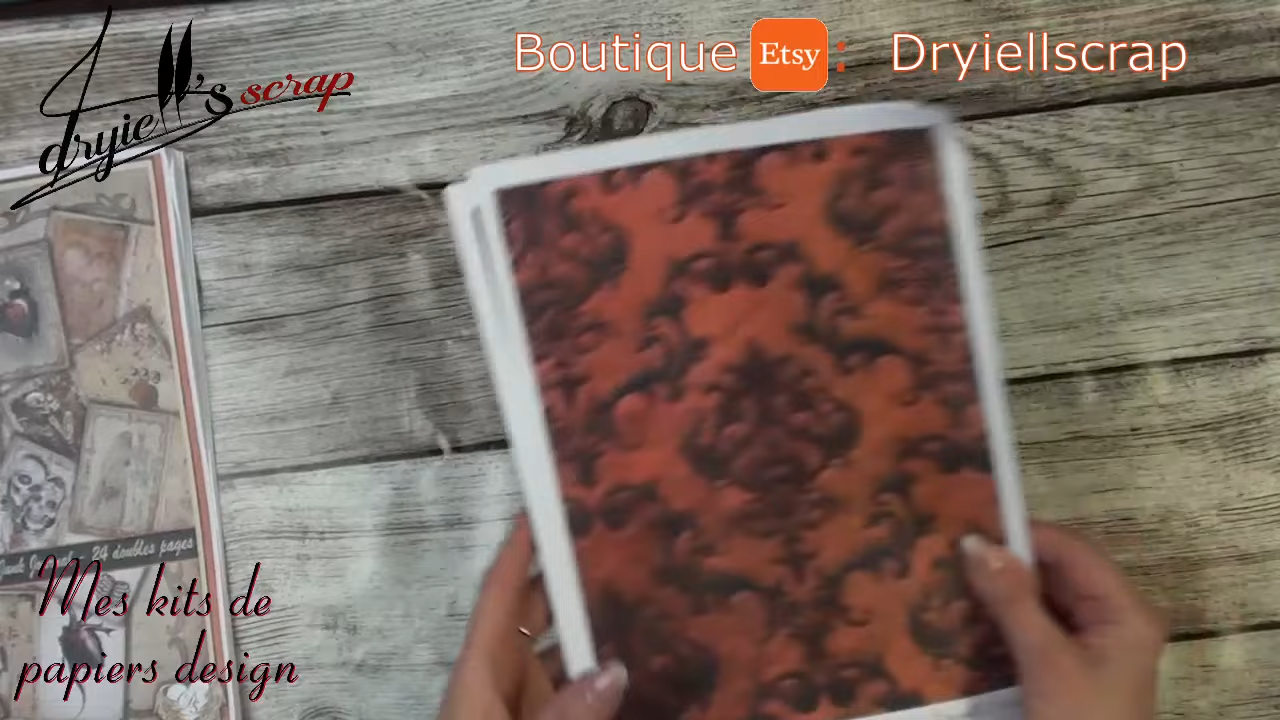 dryiell's scrap
Boutique Etsy : Dryiellscrap
24 doubles pages
Mes kits de
papiers design